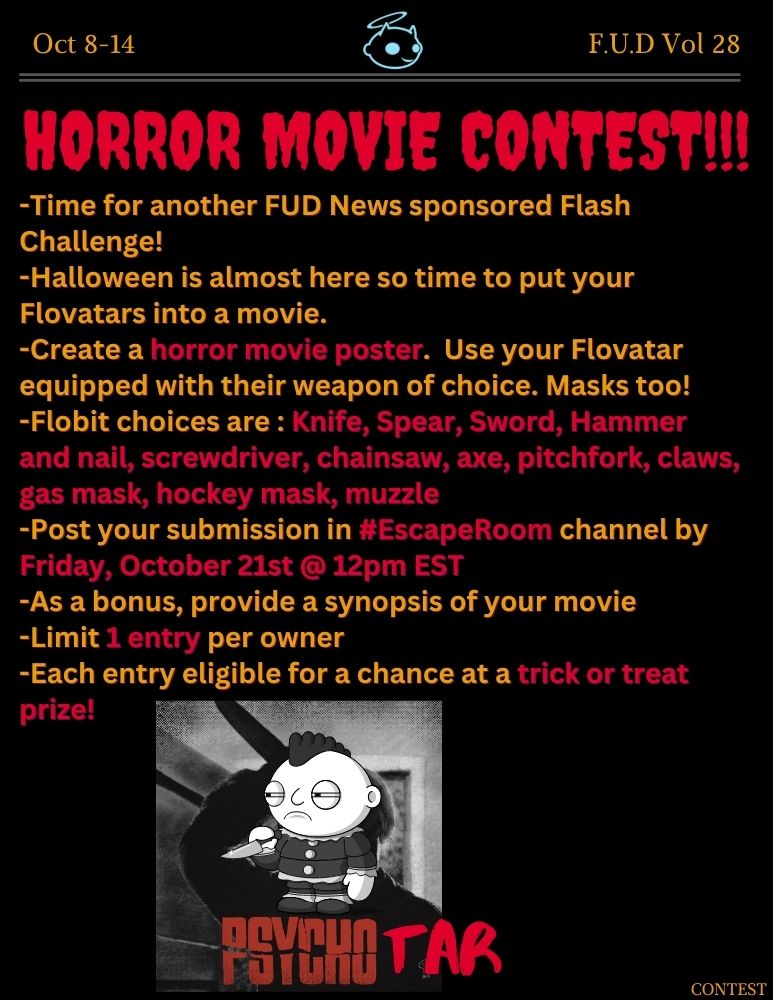 Oct 8-14
F.U.D Vol 28
HORROR MOVIE CONTEST!!!
-Time for another FUD News sponsored Flash
Challenge!
-Halloween is almost here so time to put your
Flovatars into a movie.
-Create a horror movie poster.  Use your Flovatar
equipped with their weapon of choice. Masks too!
-Flobit choices are : Knife, Spear, Sword, Hammer
and nail, screwdriver, chainsaw, axe, pitchfork, claws,
gas mask, hockey mask, muzzle
-Post your submission in #EscapeRoom channel by
Friday, October 21st @ 12pm EST
-As a bonus, provide a synopsis of your movie
-Limit 1 entry per owner
-Each entry eligible for a chance at a trick or treat
prize!
PSYCHOTAR
CONTEST